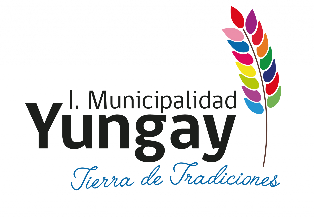 I. Municipalidad
Yungay
Tierra de Tradiciones